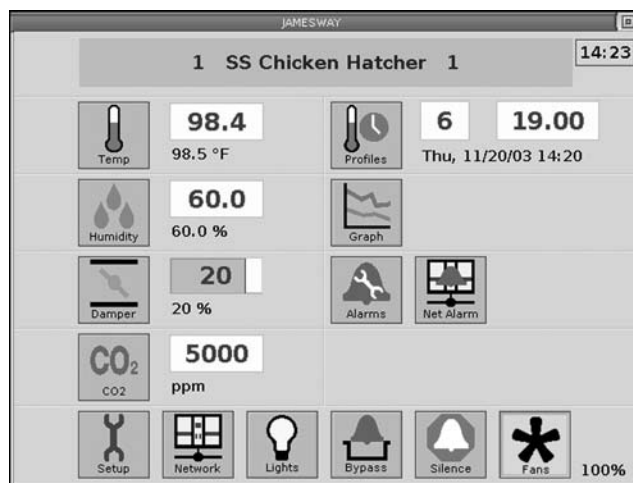 JAMESWAY
1 SS Chicken Hatcher 1
14:23
Temp
98.4
98.5 °F
Profiles
6
19.00
Thu, 11/20/03 14:20
Humidity
60.0
60.0 %
Graph
Damper
20
20 %
Alarms
Net Alarm
CO₂
CO2
5000
ppm
Setup
Network
Lights
Bypass
Silence
Fans
100%